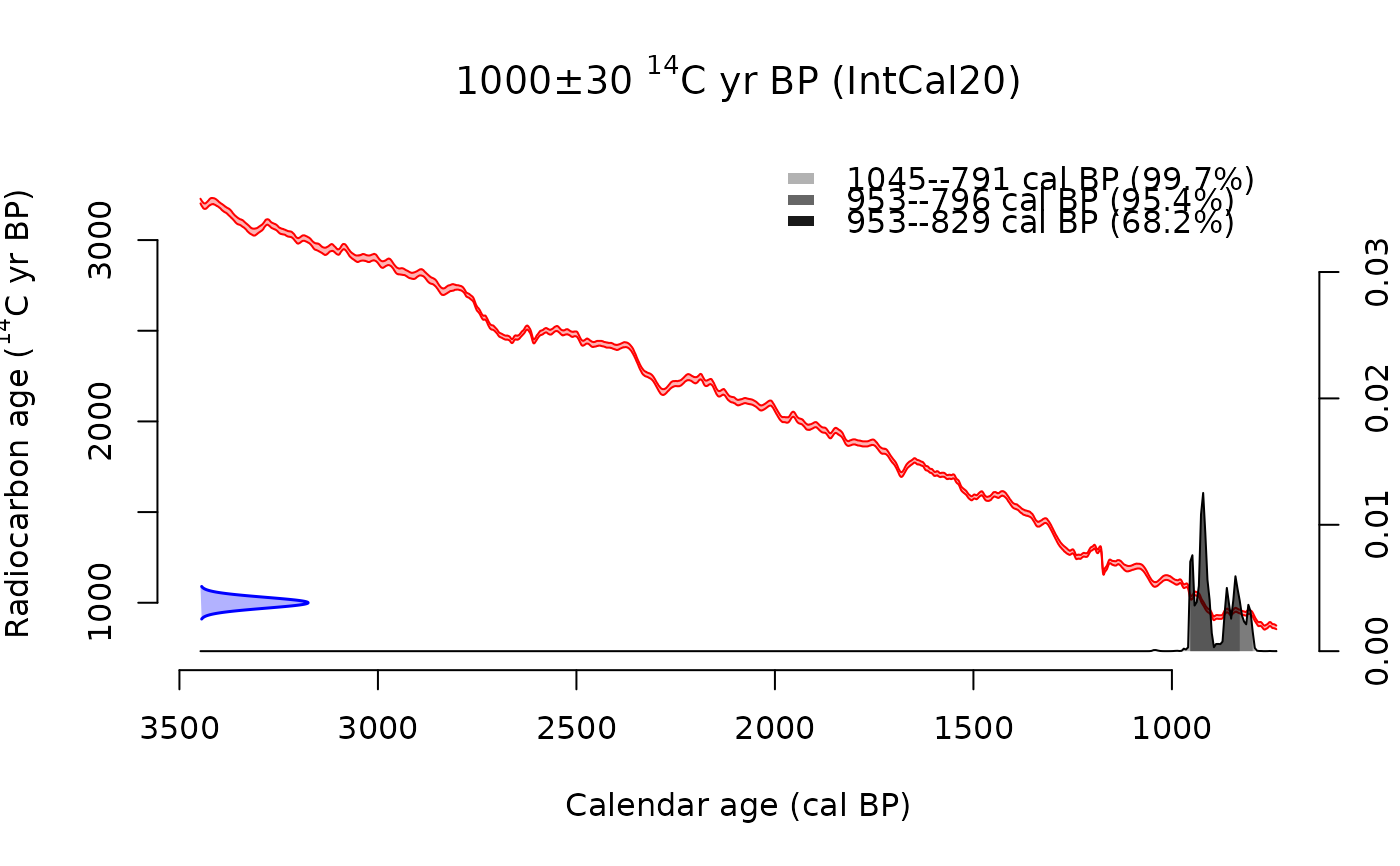 1000±30 ¹⁴C yr BP (IntCal20)
1045--791 cal BP (99.7%)
953--796 cal BP (95.4%)
953--829 cal BP (68.2%)
Radiocarbon age (¹⁴C yr BP)
3000
2000
1000
0.03
0.02
0.01
0.00
3500 3000 2500 2000 1500 1000
Calendar age (cal BP)